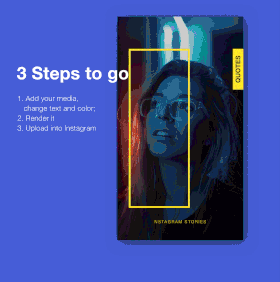 3 Steps to go
1. Add your media,
change text and color;
2. Render it
3. Upload into Instagram
QUOTES
INSTAGRAM STORIES